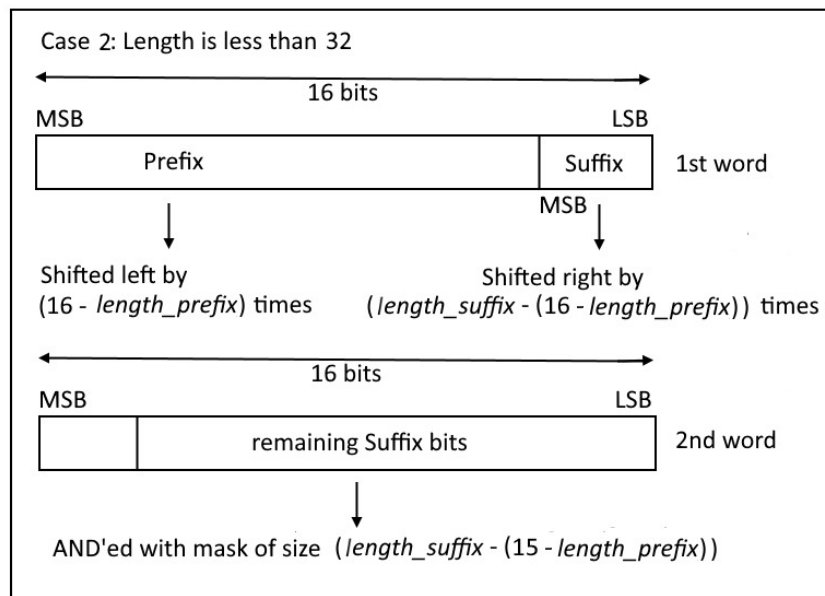 Case 2: Length is less than 32
16 bits
MSB LSB
Prefix Suffix 1st word
MSB
Shifted left by Shifted right by
(16 - length_prefix) times (length_suffix - (16 - length_prefix)) times
16 bits
MSB LSB
remaining Suffix bits 2nd word
AND'ed with mask of size (length_suffix - (15 - length_prefix))